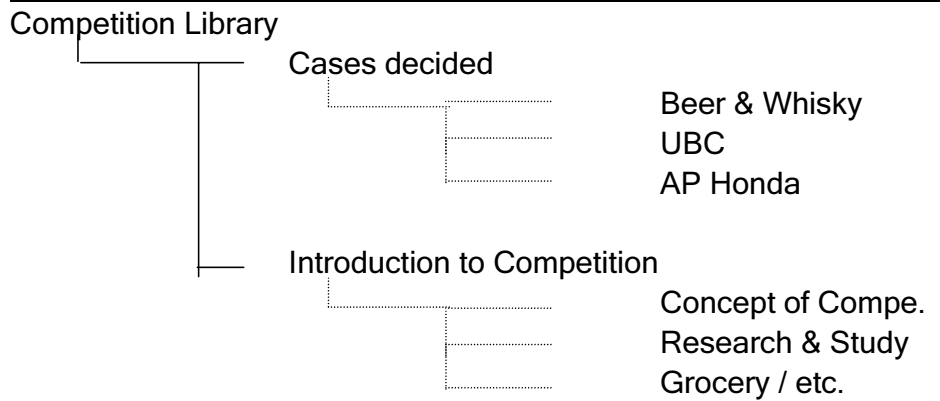 Competition Library
Cases decided
Beer & Whisky
UBC
AP Honda
Introduction to Competition
Concept of Compe.
Research & Study
Grocery / etc.